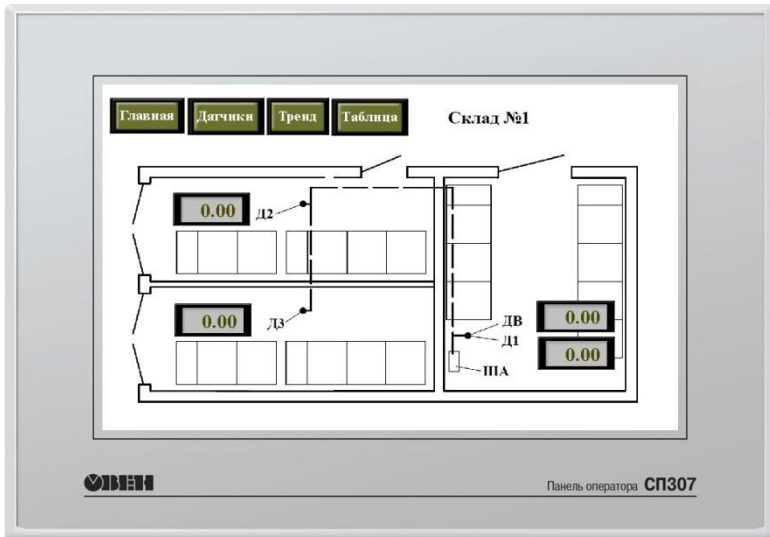 Главная Датчики Тренд Таблица Склад №1
0.00 Д2
0.00 Д3
ДВ 0.00
Д1 0.00
ША
ОВЕН
Панель оператора СП307